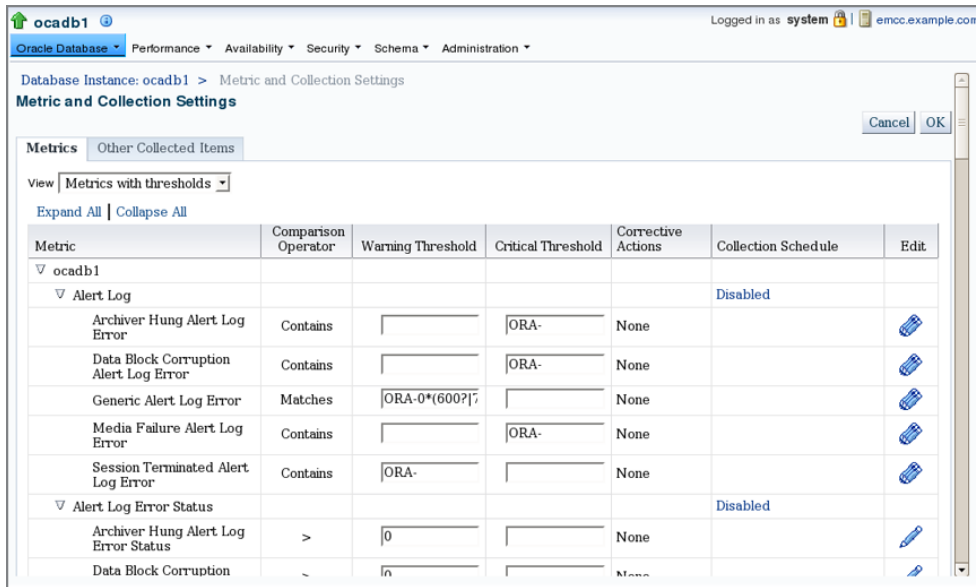 ocadb1
Logged in as system
emcc.example.com
Oracle Database Performance Availability Security Schema Administration
Database Instance: ocadb1 > Metric and Collection Settings
Metric and Collection Settings
Cancel OK
Metrics Other Collected Items
View Metrics with thresholds
Expand All | Collapse All
Metric Comparison Operator Warning Threshold Critical Threshold Corrective Actions Collection Schedule Edit
ocadb1
Alert Log Disabled
Archiver Hung Alert Log Error Contains ORA- None
Data Block Corruption Alert Log Error Contains ORA- None
Generic Alert Log Error Matches ORA-0*(600?|7 None
Media Failure Alert Log Error Contains ORA- None
Session Terminated Alert Log Error Contains ORA- None
Alert Log Error Status Disabled
Archiver Hung Alert Log Error Status > 0 None
Data Block Corruption > 0 None